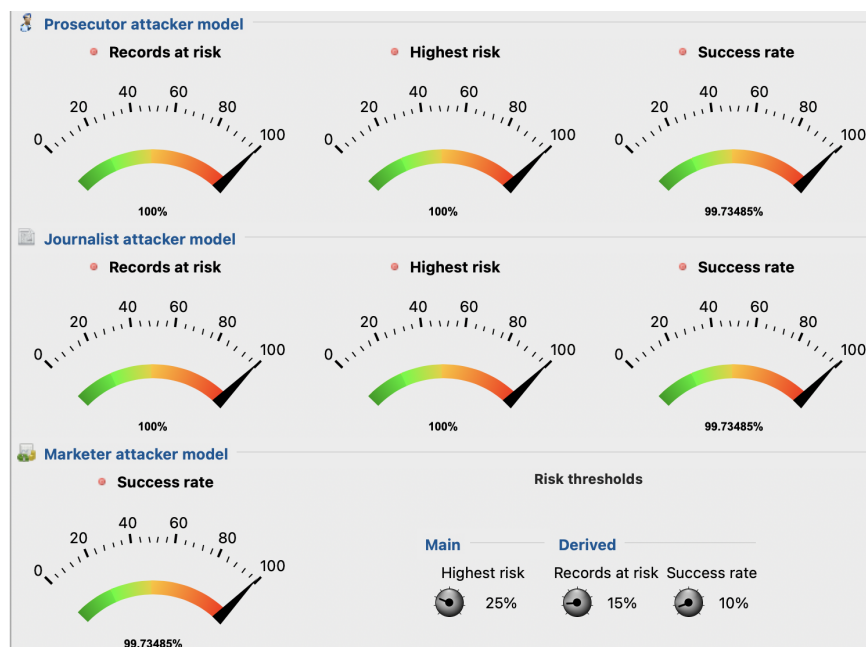 Prosecutor attacker model
Records at risk Highest risk Success rate
0 20 40 60 80 100 0 20 40 60 80 100 0 20 40 60 80 100
100% 100% 99.73485%
Journalist attacker model
Records at risk Highest risk Success rate
0 20 40 60 80 100 0 20 40 60 80 100 0 20 40 60 80 100
100% 100% 99.73485%
Marketer attacker model
Success rate Risk thresholds
0 20 40 60 80 100
Main Derived
Highest risk Records at risk Success rate
25% 15% 10%
99.73485%